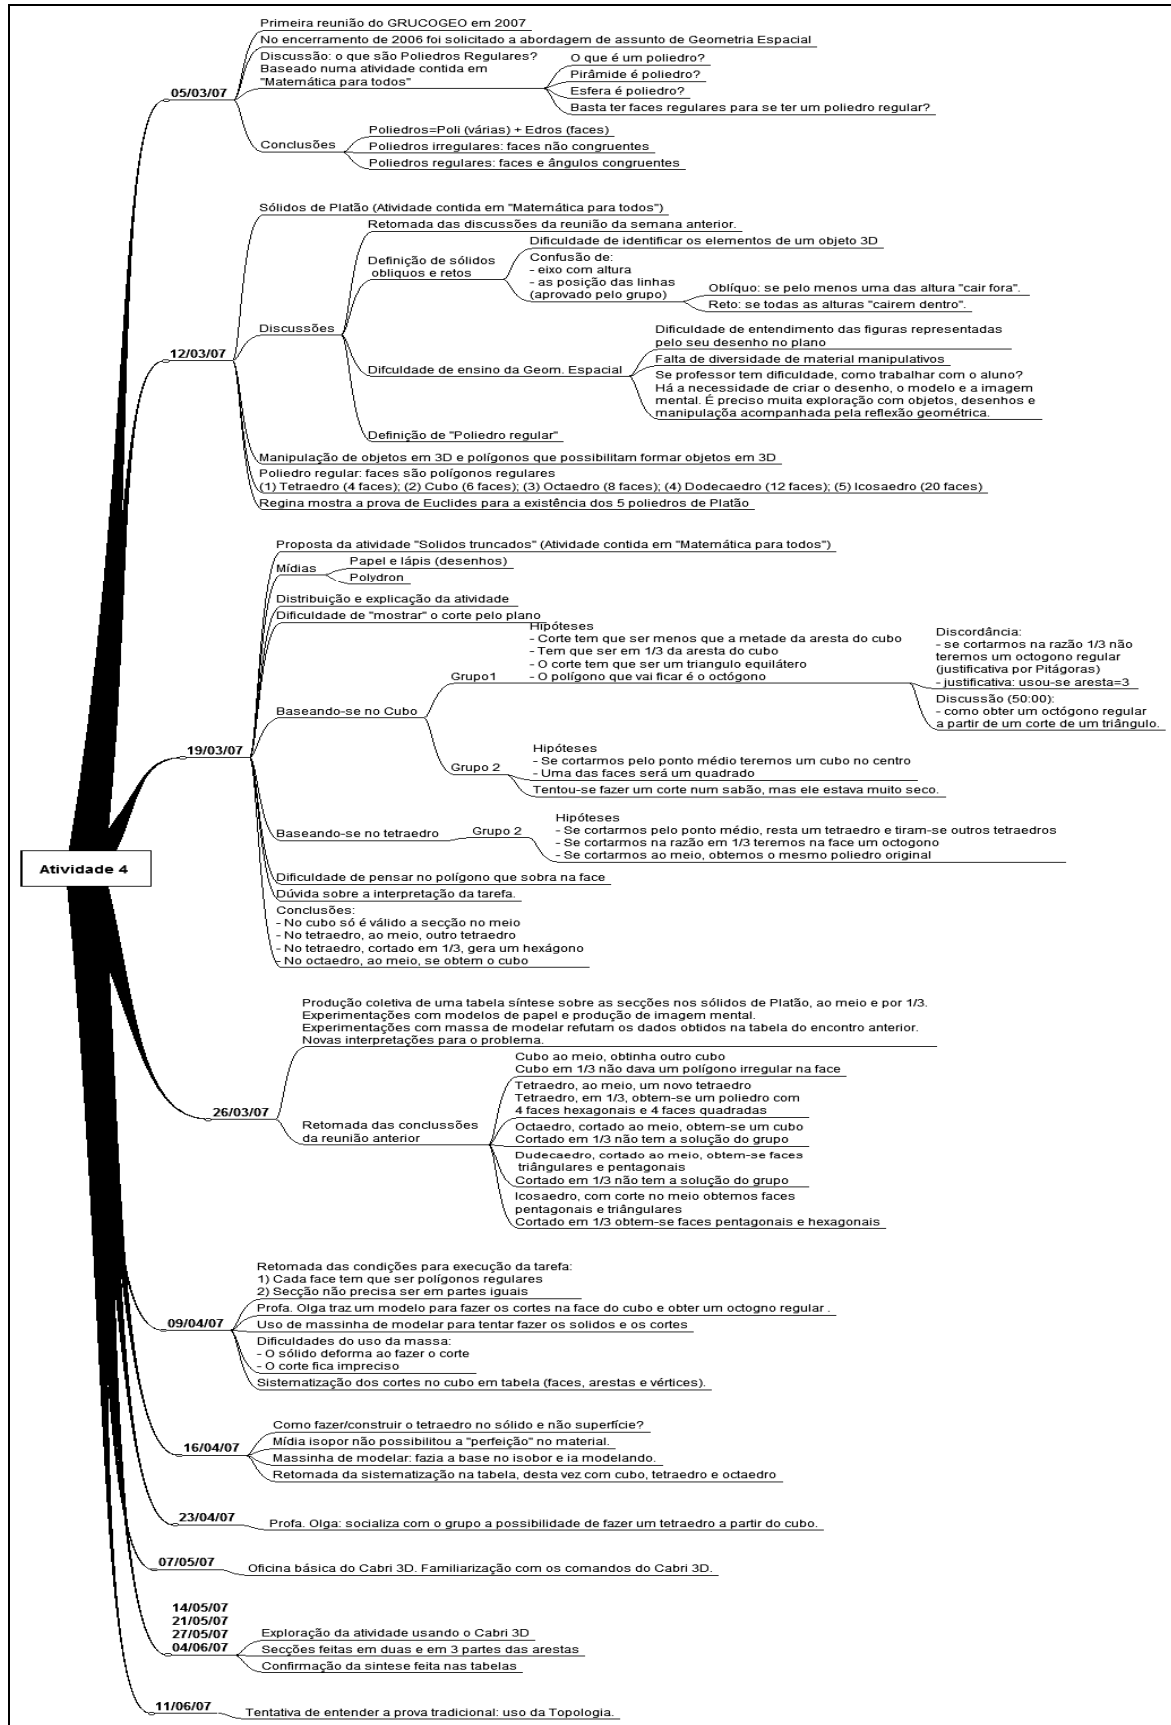 Atividade 4
05/03/07
Primeira reunião do GRUCOGEO em 2007
No encerramento de 2006 foi solicitado a abordagem de assunto de Geometria Espacial
Discussão: o que são Poliedros Regulares?
Baseado numa atividade contida em
"Matemática para todos"
O que é um poliedro?
Pirâmide é poliedro?
Esfera é poliedro?
Basta ter faces regulares para se ter um poliedro regular?
Conclusões
Poliedros=Poli (várias) + Edros (faces)
Poliedros irregulares: faces não congruentes
Poliedros regulares: faces e ângulos congruentes
12/03/07
Sólidos de Platão (Atividade contida em "Matemática para todos")
Discussões
Retomada das discussões da reunião da semana anterior.
Definição de sólidos
obliquos e retos
Dificuldade de identificar os elementos de um objeto 3D
Confusão de:
- eixo com altura
- as posição das linhas
(aprovado pelo grupo)
Oblíquo: se pelo menos uma das altura "cair fora".
Reto: se todas as alturas "cairem dentro".
Difculdade de ensino da Geom. Espacial
Dificuldade de entendimento das figuras representadas
pelo seu desenho no plano
Falta de diversidade de material manipulativos
Se professor tem dificuldade, como trabalhar com o aluno?
Há a necessidade de criar o desenho, o modelo e a imagem
mental. É preciso muita exploração com objetos, desenhos e
manipulaçõa acompanhada pela reflexão geométrica.
Definição de "Poliedro regular"
Manipulação de objetos em 3D e polígonos que possibilitam formar objetos em 3D
Poliedro regular: faces são polígonos regulares
(1) Tetraedro (4 faces); (2) Cubo (6 faces); (3) Octaedro (8 faces); (4) Dodecaedro (12 faces); (5) Icosaedro (20 faces)
Regina mostra a prova de Euclides para a existência dos 5 poliedros de Platão
19/03/07
Proposta da atividade "Solidos truncados" (Atividade contida em "Matemática para todos")
Mídias
Papel e lápis (desenhos)
Polydron
Distribuição e explicação da atividade
Dificuldade de "mostrar" o corte pelo plano
Baseando-se no Cubo
Grupo1
Hipóteses
- Corte tem que ser menos que a metade da aresta do cubo
- Tem que ser em 1/3 da aresta do cubo
- O corte tem que ser um triangulo equilátero
- O polígono que vai ficar é o octógono
Discordância:
- se cortarmos na razão 1/3 não
teremos um octogono regular
(justificativa por Pitágoras)
- justificativa: usou-se aresta=3
Discussão (50:00):
- como obter um octógono regular
a partir de um corte de um triângulo.
Grupo 2
Hipóteses
- Se cortarmos pelo ponto médio teremos um cubo no centro
- Uma das faces será um quadrado
Tentou-se fazer um corte num sabão, mas ele estava muito seco.
Baseando-se no tetraedro
Grupo 2
Hipóteses
- Se cortarmos pelo ponto médio, resta um tetraedro e tiram-se outros tetraedros
- Se cortarmos na razão em 1/3 teremos na face um octogono
- Se cortarmos ao meio, obtemos o mesmo poliedro original
Dificuldade de pensar no polígono que sobra na face
Dúvida sobre a interpretação da tarefa.
Conclusões:
- No cubo só é válido a secção no meio
- No tetraedro, ao meio, outro tetraedro
- No tetraedro, cortado em 1/3, gera um hexágono
- No octaedro, ao meio, se obtem o cubo
26/03/07
Produção coletiva de uma tabela síntese sobre as secções nos sólidos de Platão, ao meio e por 1/3.
Experimentações com modelos de papel e produção de imagem mental.
Experimentações com massa de modelar refutam os dados obtidos na tabela do encontro anterior.
Novas interpretações para o problema.
Retomada das conclussões
da reunião anterior
Cubo ao meio, obtinha outro cubo
Cubo em 1/3 não dava um polígono irregular na face
Tetraedro, ao meio, um novo tetraedro
Tetraedro, em 1/3, obtem-se um poliedro com
4 faces hexagonais e 4 faces quadradas
Octaedro, cortado ao meio, obtem-se um cubo
Cortado em 1/3 não tem a solução do grupo
Dudecaedro, cortado ao meio, obtem-se faces
triângulares e pentagonais
Cortado em 1/3 não tem a solução do grupo
Icosaedro, com corte no meio obtemos faces
pentagonais e triângulares
Cortado em 1/3 obtem-se faces pentagonais e hexagonais
09/04/07
Retomada das condições para execução da tarefa:
1) Cada face tem que ser polígonos regulares
2) Secção não precisa ser em partes iguais
Profa. Olga traz um modelo para fazer os cortes na face do cubo e obter um octogno regular .
Uso de massinha de modelar para tentar fazer os solidos e os cortes
Dificuldades do uso da massa:
- O sólido deforma ao fazer o corte
- O corte fica impreciso
Sistematização dos cortes no cubo em tabela (faces, arestas e vértices).
16/04/07
Como fazer/construir o tetraedro no sólido e não superfície?
Mídia isopor não possibilitou a "perfeição" no material.
Massinha de modelar: fazia a base no isobor e ia modelando.
Retomada da sistematização na tabela, desta vez com cubo, tetraedro e octaedro
23/04/07
Profa. Olga: socializa com o grupo a possibilidade de fazer um tetraedro a partir do cubo.
07/05/07
Oficina básica do Cabri 3D. Familiarização com os comandos do Cabri 3D.
14/05/07
21/05/07
27/05/07
04/06/07
Exploração da atividade usando o Cabri 3D
Secções feitas em duas e em 3 partes das arestas
Confirmação da sintese feita nas tabelas
11/06/07
Tentativa de entender a prova tradicional: uso da Topologia.